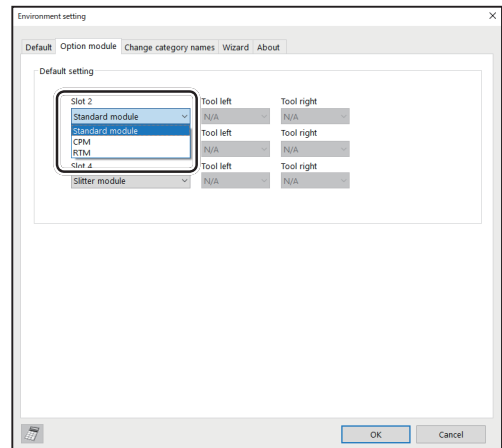 Environment setting
Default Option module Change category names Wizard About
Default setting
Slot 2 Tool left Tool right
Standard module N/A N/A
Standard module Tool left Tool right
CPM N/A N/A
RTM
Slot 4 Tool left Tool right
Slitter module N/A N/A
OK Cancel